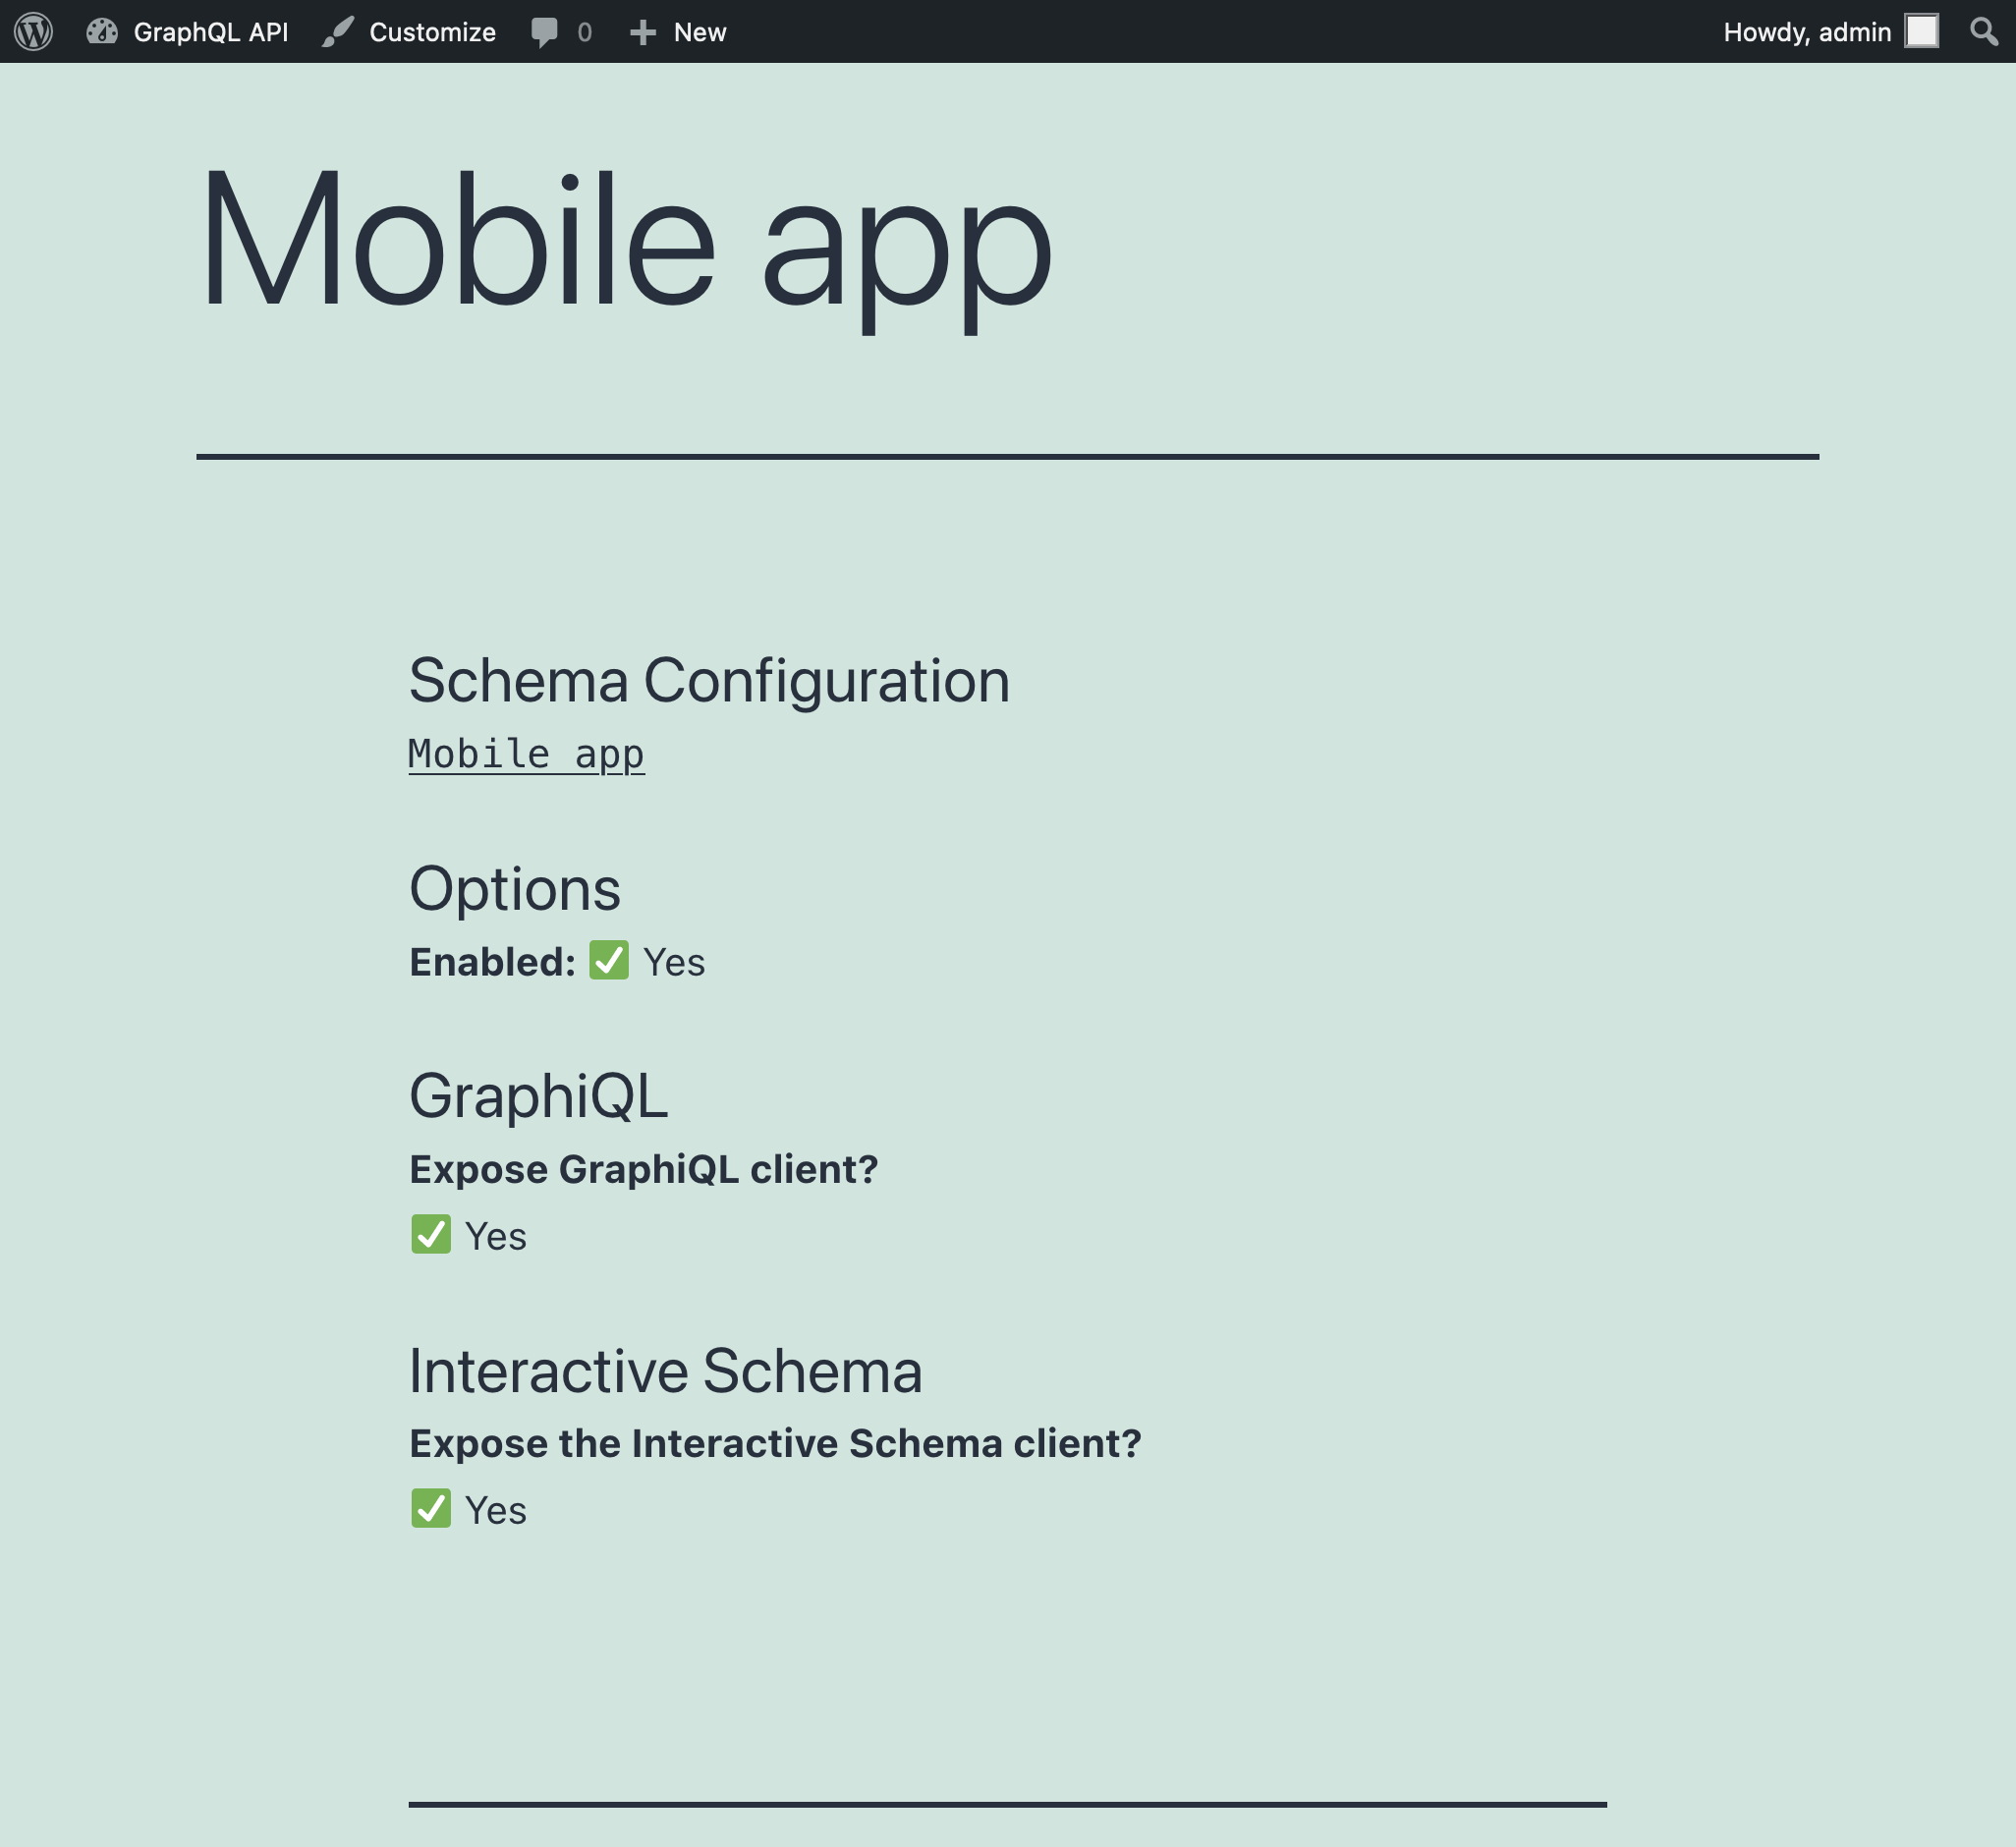 GraphQL API Customize 0 New Howdy, admin
Mobile app
Schema Configuration
Mobile app
Options
Enabled: ✅ Yes
GraphiQL
Expose GraphiQL client?
✅ Yes
Interactive Schema
Expose the Interactive Schema client?
✅ Yes